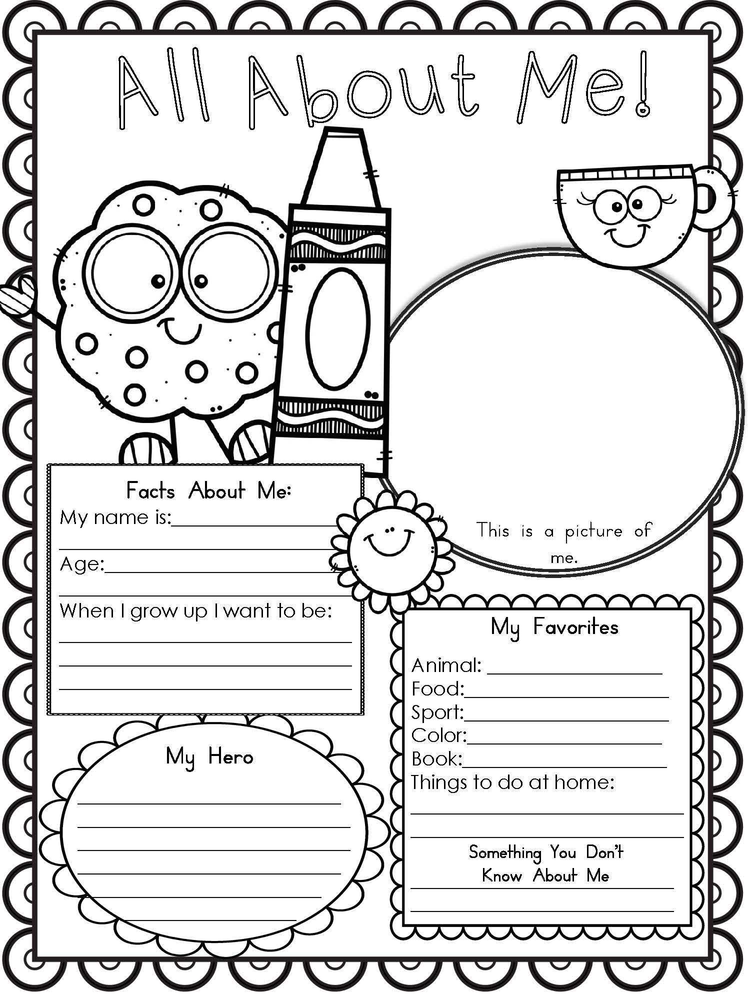 All About Me!
Facts About Me:
My name is:
Age:
When I grow up I want to be:
This is a picture of
me.
My Hero
My Favorites
Animal:
Food:
Sport:
Color:
Book:
Things to do at home:
Something You Don't
Know About Me